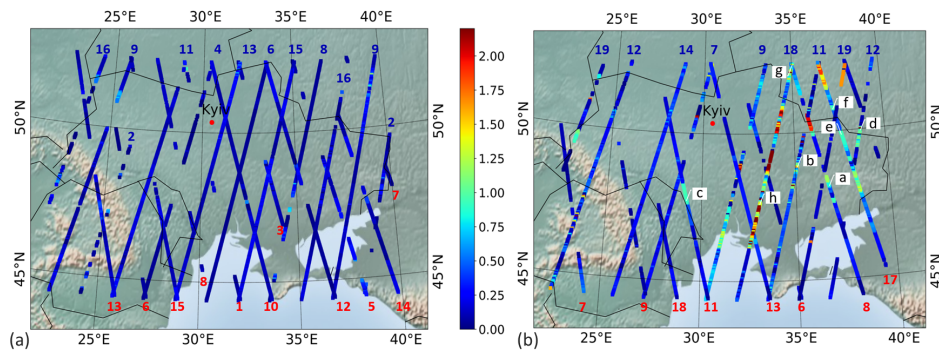 25°E 30°E 35°E 40°E
16 9 11 4 13 6 15 8 9
16
2
2
50°N
50°N
45°N
45°N
7
3
8
13 6 15 1 10 12 5 14
(a)
25°E 30°E 35°E 40°E
2.00
1.75
1.50
1.25
1.00
0.75
0.50
0.25
0.00
25°E 30°E 35°E 40°E
19 12 14 7 9 18 11 19 12
g
f
Kyiv
e d
b
a
c
h
50°N
50°N
45°N
45°N
17
7 9 18 11 13 6 8
(b)
25°E 30°E 35°E 40°E